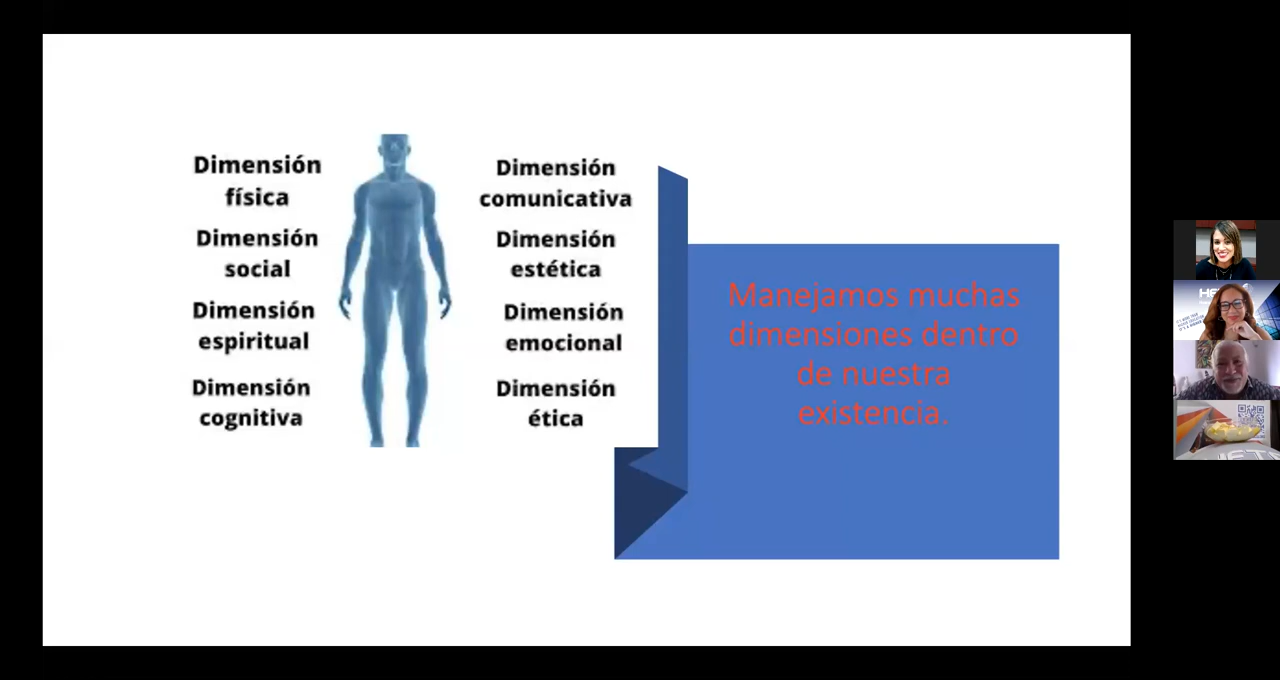 Dimensión
física
Dimensión
social
Dimensión
espiritual
Dimensión
cognitiva
Dimensión
comunicativa
Dimensión
estética
Dimensión
emocional
Dimensión
ética
Manejamos muchas
dimensiones dentro
de nuestra
existencia.